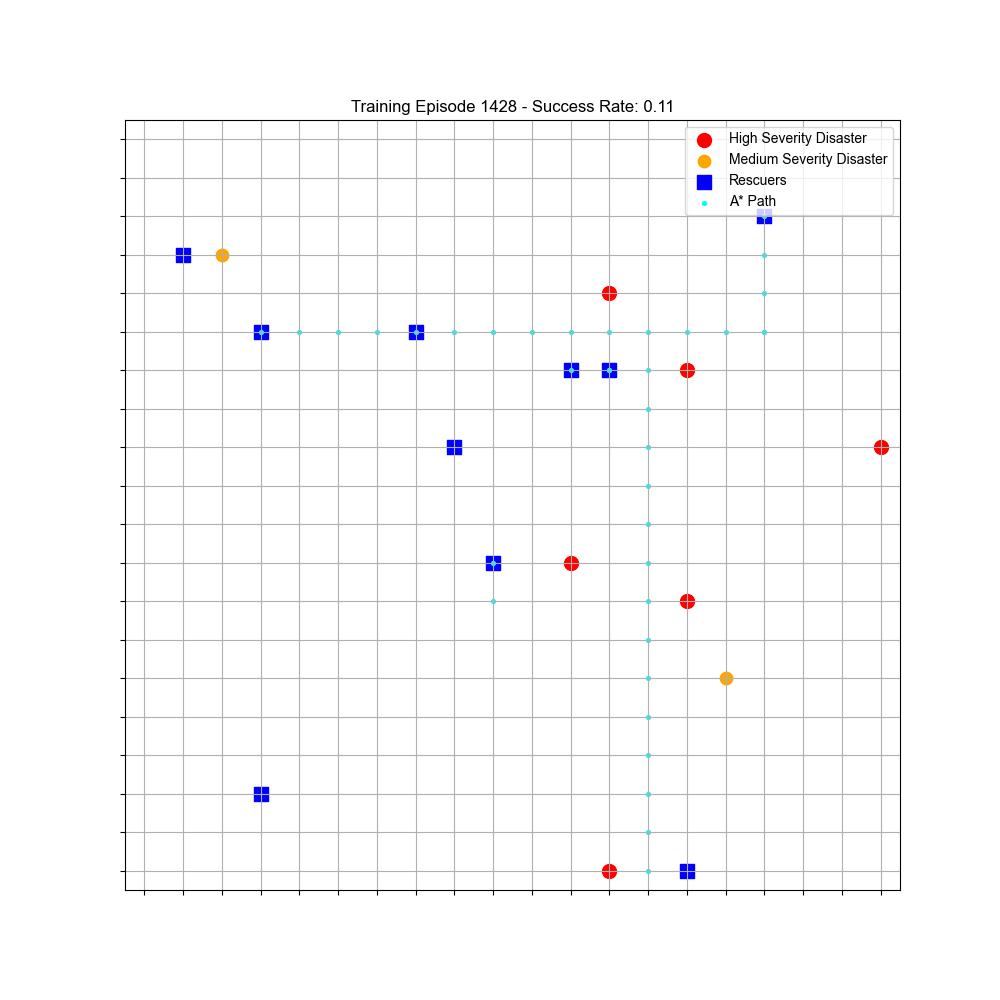 Training Episode 1428 - Success Rate: 0.11
High Severity Disaster
Medium Severity Disaster
Rescuers
A* Path